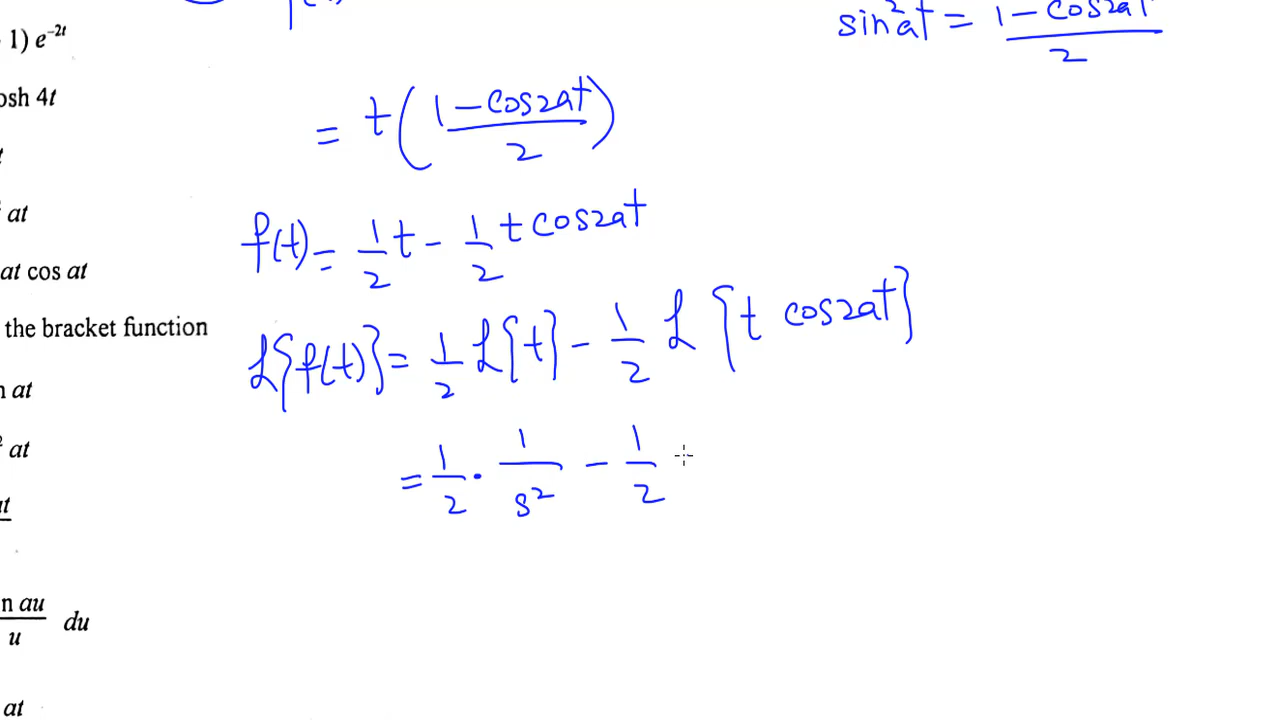 1) e⁻²ᵗ
sin²at = (1 - cos2at)/2
osh 4t
= t((1 - cos2at)/2)
t
at
f(t) = 1/2 t - 1/2 t cos2at
at cos at
the bracket function
L{f(t)} = 1/2 L{t} - 1/2 L{t cos2at}
n at
at
= 1/2 · 1/s² - 1/2
n au
u
du
at